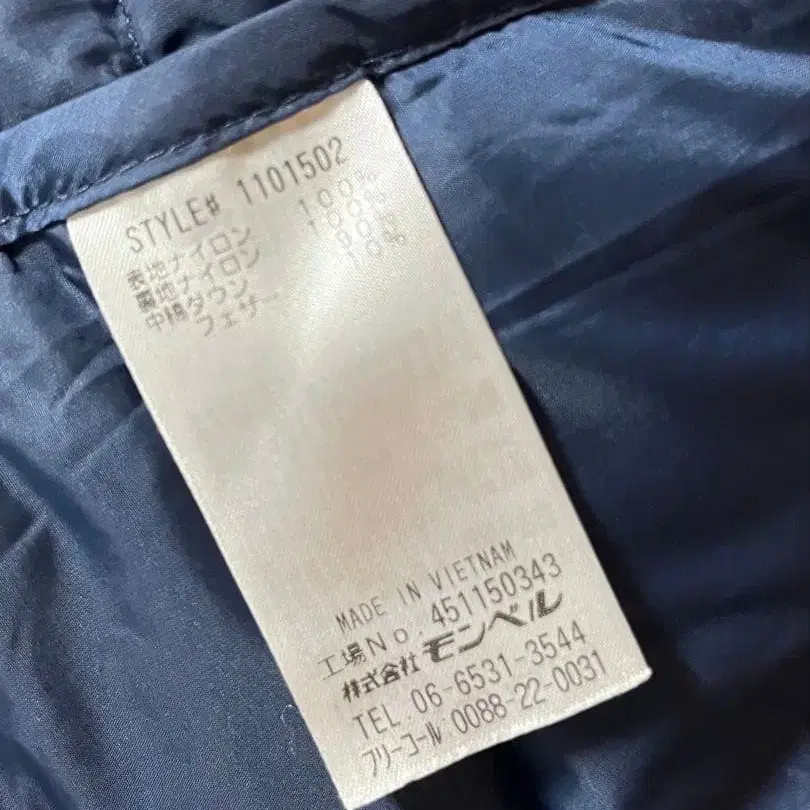 STYLE# 1101502
表地ナイロン 100%
裏地ナイロン 100%
中綿ダウン 90%
フェザー 10%
MADE IN VIETNAM
工場No. 451150343
株式会社 モンベル
TEL. 06-6531-3544
フリーコール 0088-22-0031